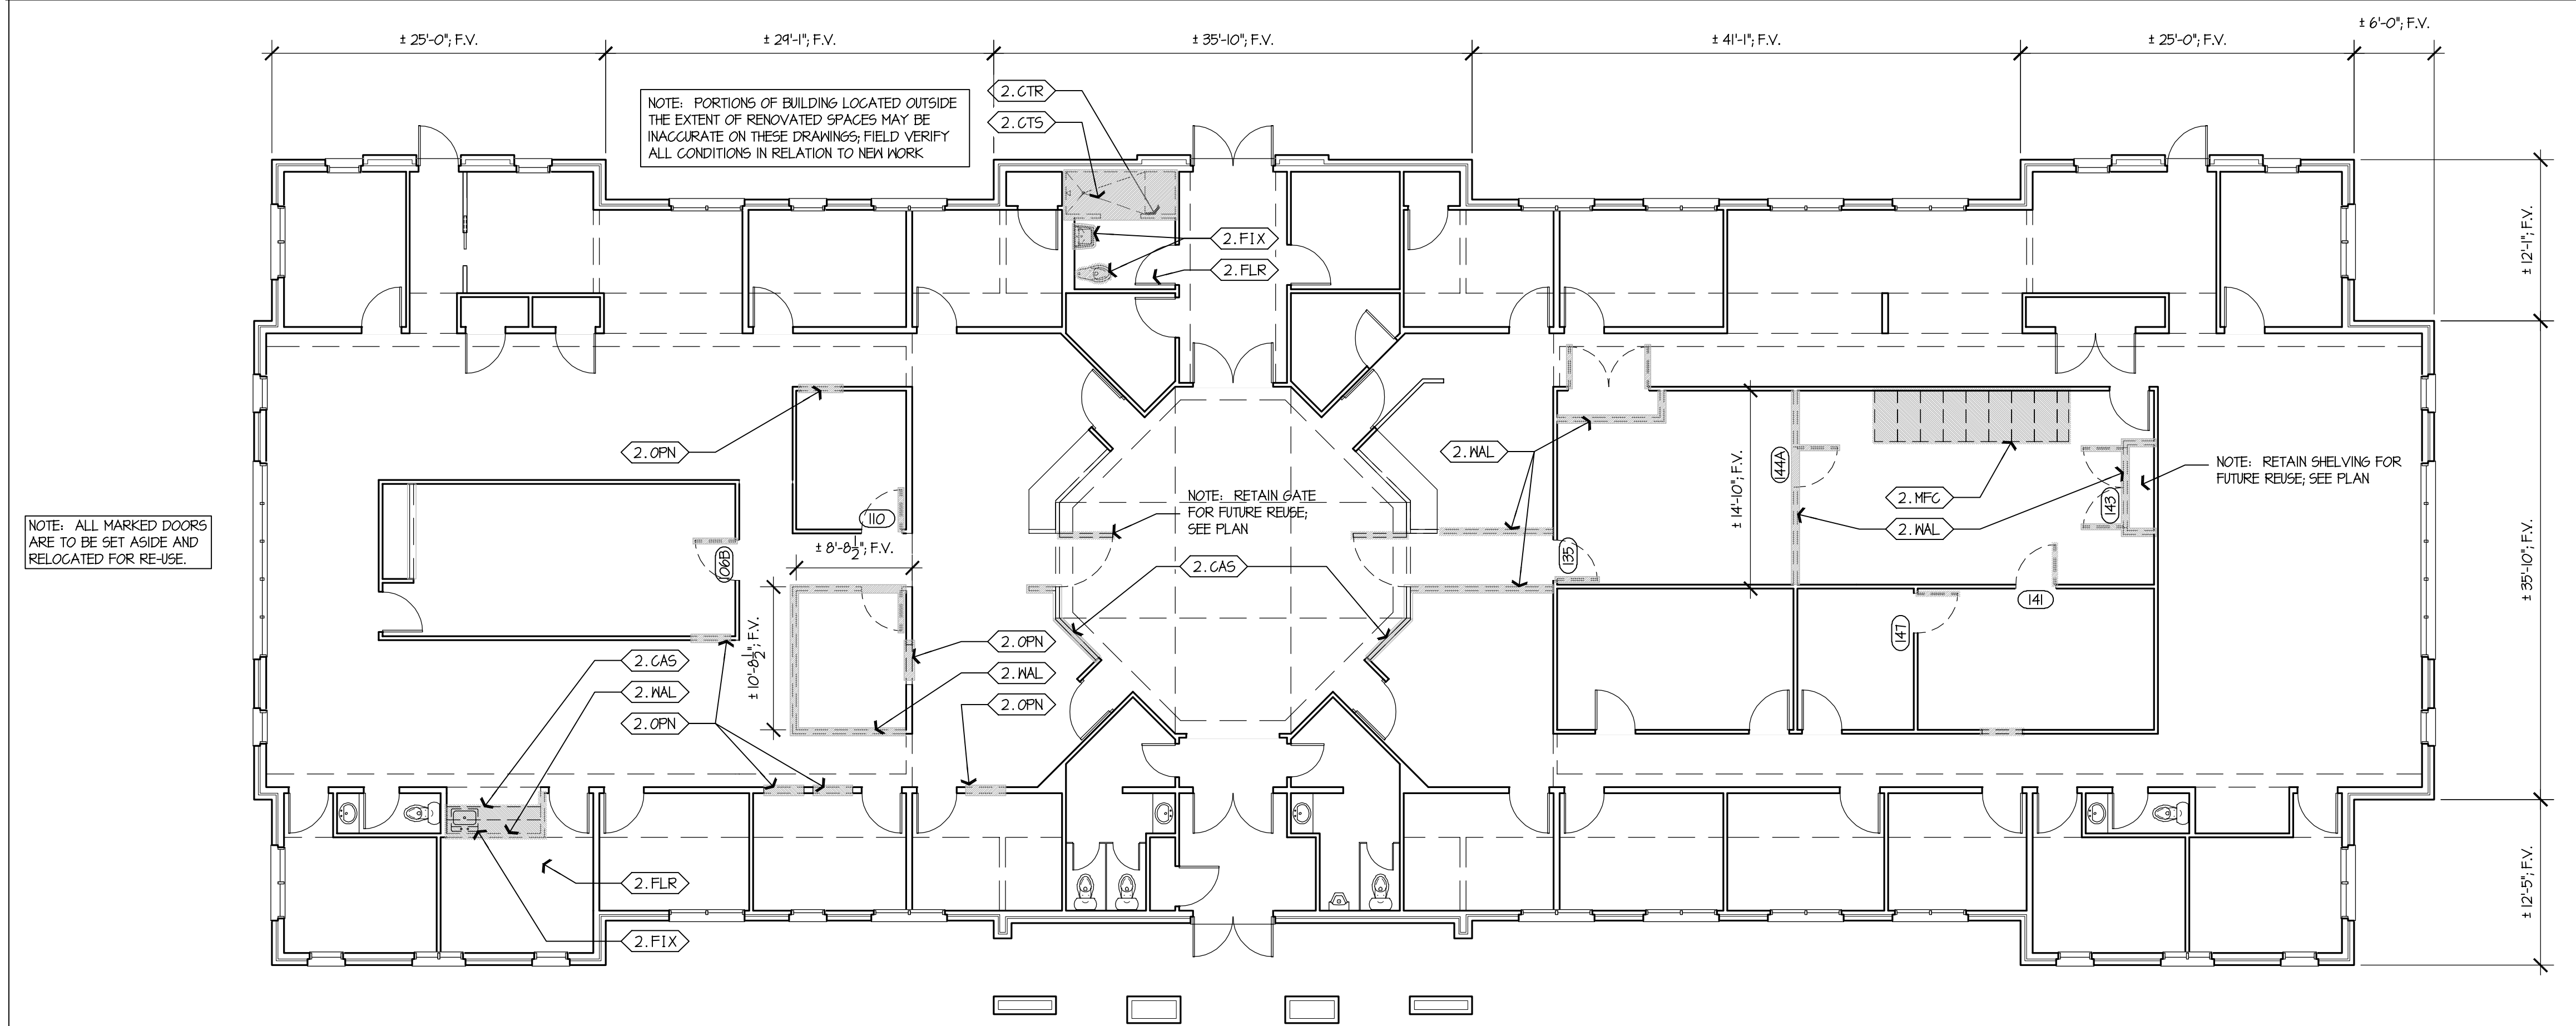 ± 6'-0"; F.V.
± 25'-0"; F.V.
± 29'-1"; F.V.
± 35'-10"; F.V.
± 41'-1"; F.V.
± 25'-0"; F.V.
2.CTR
2.CTS
NOTE: PORTIONS OF BUILDING LOCATED OUTSIDE
THE EXTENT OF RENOVATED SPACES MAY BE
INACCURATE ON THESE DRAWINGS; FIELD VERIFY
ALL CONDITIONS IN RELATION TO NEW WORK
2.FIX
2.FLR
± 12'-1"; F.V.
2.OPN
2.WAL
144A
NOTE: RETAIN SHELVING FOR
FUTURE REUSE; SEE PLAN
± 14'-10"; F.V.
2.MFC
143
2.WAL
NOTE: RETAIN GATE
FOR FUTURE REUSE;
SEE PLAN
110
NOTE: ALL MARKED DOORS
ARE TO BE SET ASIDE AND
RELOCATED FOR RE-USE.
± 8'-8 1/2"; F.V.
106B
135
2.CAS
± 35'-10"; F.V.
141
147
± 10'-8 1/2"; F.V.
2.OPN
2.CAS
2.WAL
2.WAL
2.OPN
2.OPN
2.FLR
± 12'-5"; F.V.
2.FIX